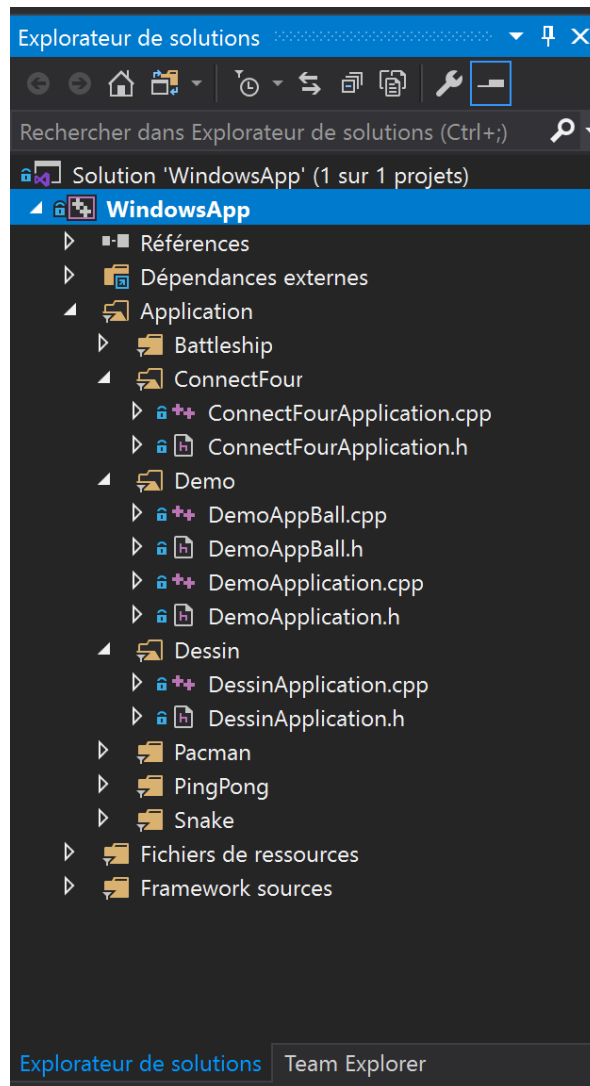 Explorateur de solutions
Rechercher dans Explorateur de solutions (Ctrl+;)
Solution 'WindowsApp' (1 sur 1 projets)
WindowsApp
Références
Dépendances externes
Application
Battleship
ConnectFour
ConnectFourApplication.cpp
ConnectFourApplication.h
Demo
DemoAppBall.cpp
DemoAppBall.h
DemoApplication.cpp
DemoApplication.h
Dessin
DessinApplication.cpp
DessinApplication.h
Pacman
PingPong
Snake
Fichiers de ressources
Framework sources
Explorateur de solutions Team Explorer